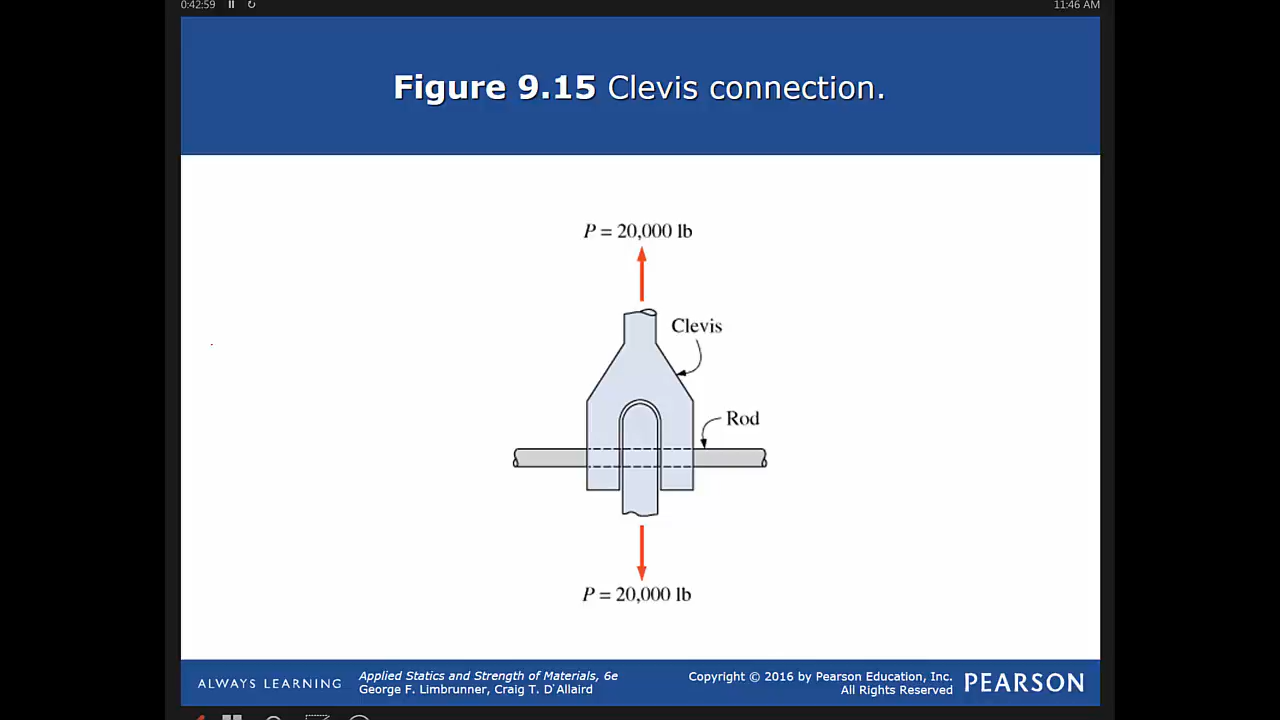 0:42:59
11:46 AM
Figure 9.15 Clevis connection.
P = 20,000 lb
Clevis
Rod
P = 20,000 lb
ALWAYS LEARNING
Applied Statics and Strength of Materials, 6e
George F. Limbrunner, Craig T. D'Allaird
Copyright © 2016 by Pearson Education, Inc.
All Rights Reserved
PEARSON